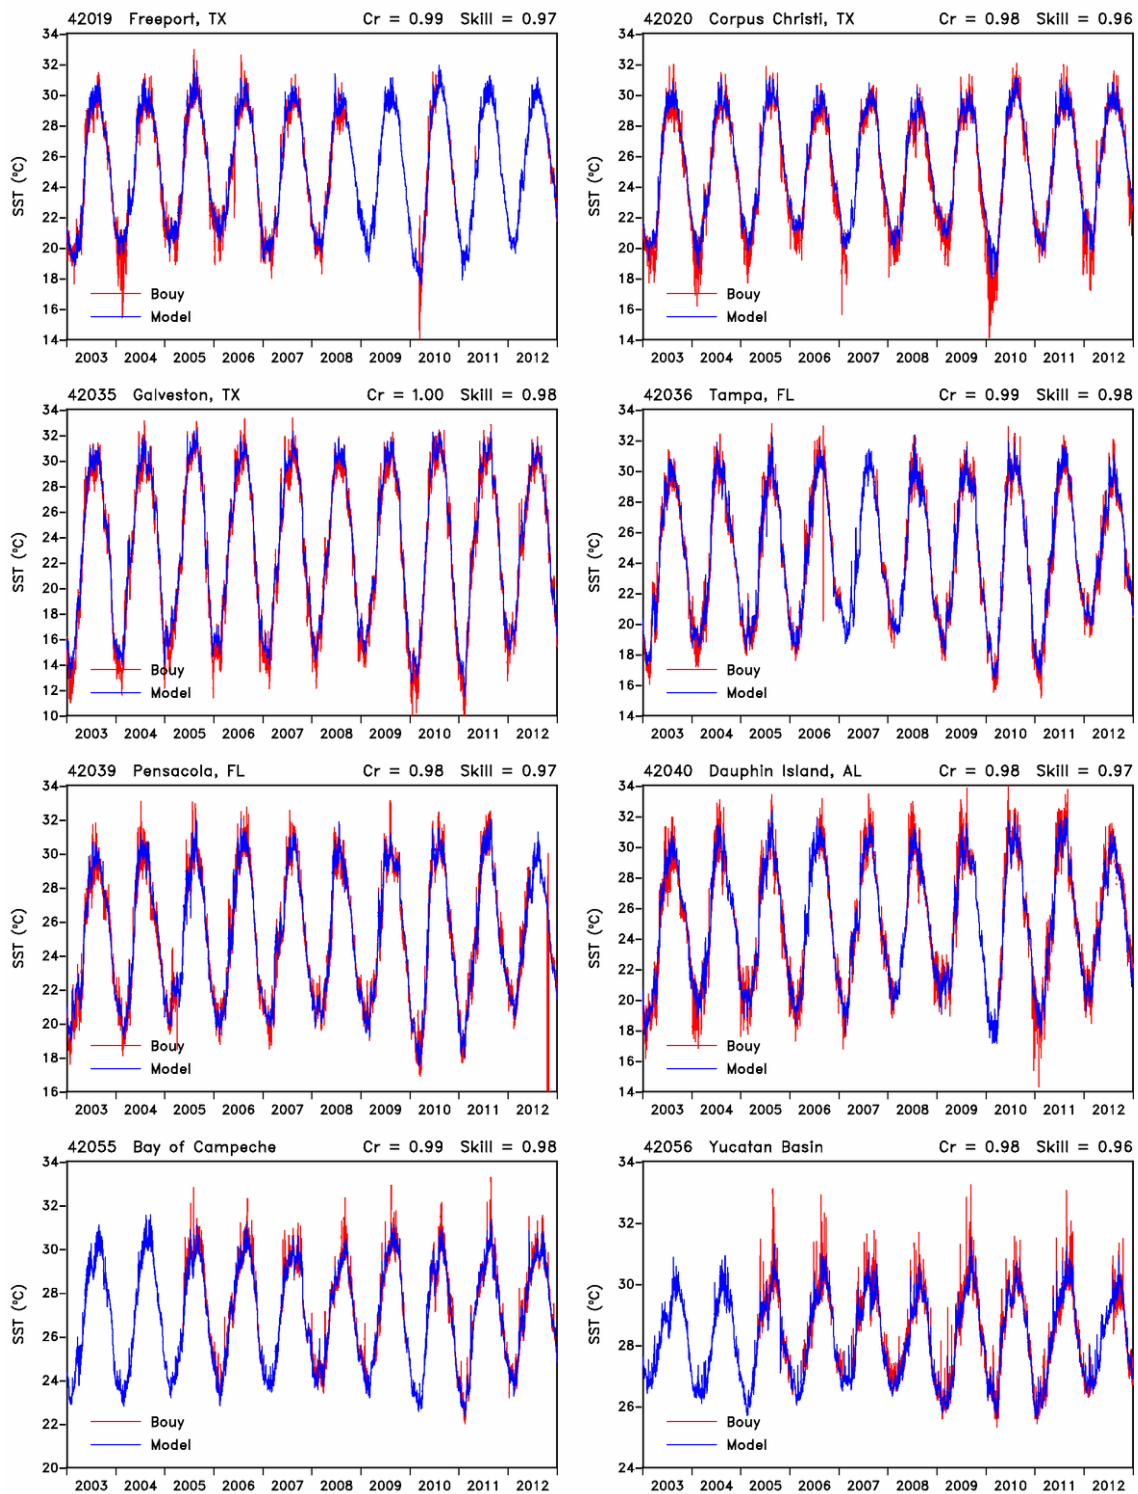 42019 Freeport, TX Cr = 0.99 Skill = 0.97
34
32
30
28
26
24
22
20
18
16
14
SST (ºC)
Bouy
Model
2003 2004 2005 2006 2007 2008 2009 2010 2011 2012
42020 Corpus Christi, TX Cr = 0.98 Skill = 0.96
34
32
30
28
26
24
22
20
18
16
14
SST (ºC)
Bouy
Model
2003 2004 2005 2006 2007 2008 2009 2010 2011 2012
42035 Galveston, TX Cr = 1.00 Skill = 0.98
34
32
30
28
26
24
22
20
18
16
14
12
10
SST (ºC)
Bouy
Model
2003 2004 2005 2006 2007 2008 2009 2010 2011 2012
42036 Tampa, FL Cr = 0.99 Skill = 0.98
34
32
30
28
26
24
22
20
18
16
14
SST (ºC)
Bouy
Model
2003 2004 2005 2006 2007 2008 2009 2010 2011 2012
42039 Pensacola, FL Cr = 0.98 Skill = 0.97
34
32
30
28
26
24
22
20
18
16
SST (ºC)
Bouy
Model
2003 2004 2005 2006 2007 2008 2009 2010 2011 2012
42040 Dauphin Island, AL Cr = 0.98 Skill = 0.97
34
32
30
28
26
24
22
20
18
16
14
SST (ºC)
Bouy
Model
2003 2004 2005 2006 2007 2008 2009 2010 2011 2012
42055 Bay of Campeche Cr = 0.99 Skill = 0.98
34
32
30
28
26
24
22
20
SST (ºC)
Bouy
Model
2003 2004 2005 2006 2007 2008 2009 2010 2011 2012
42056 Yucatan Basin Cr = 0.98 Skill = 0.96
34
32
30
28
26
24
SST (ºC)
Bouy
Model
2003 2004 2005 2006 2007 2008 2009 2010 2011 2012